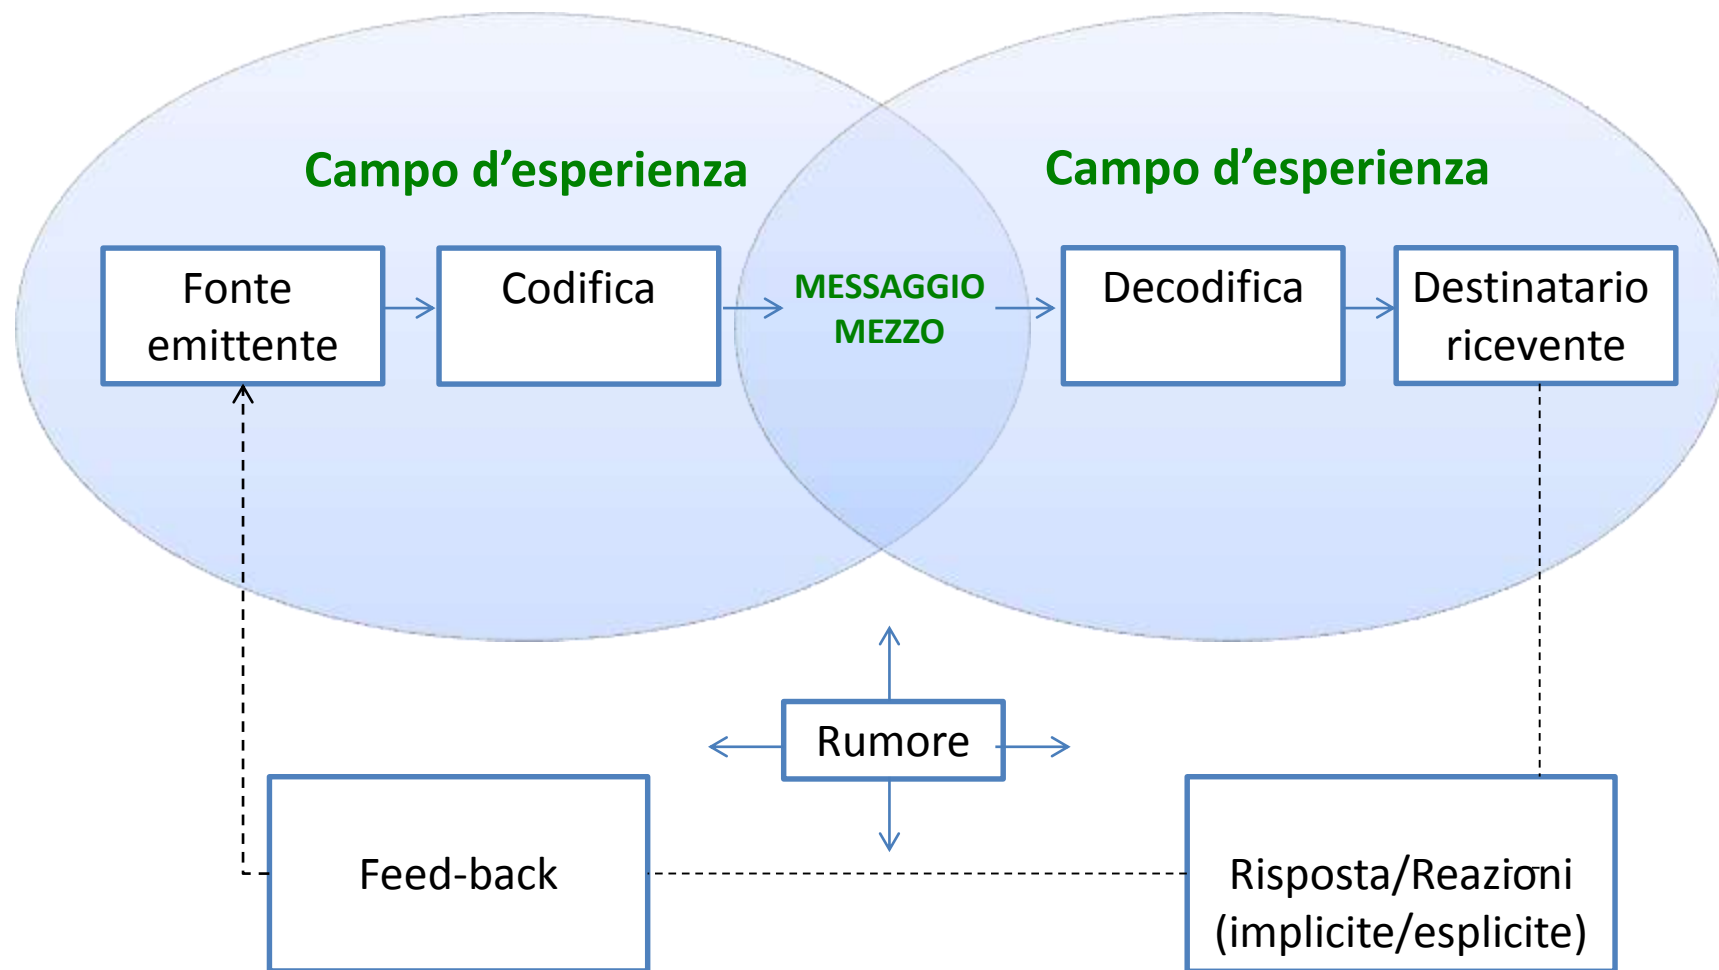 Campo d’esperienza
Campo d’esperienza
Fonte
emittente
Codifica
MESSAGGIO
MEZZO
Decodifica
Destinatario
ricevente
Rumore
Feed-back
Risposta/Reazioni
(implicite/esplicite)